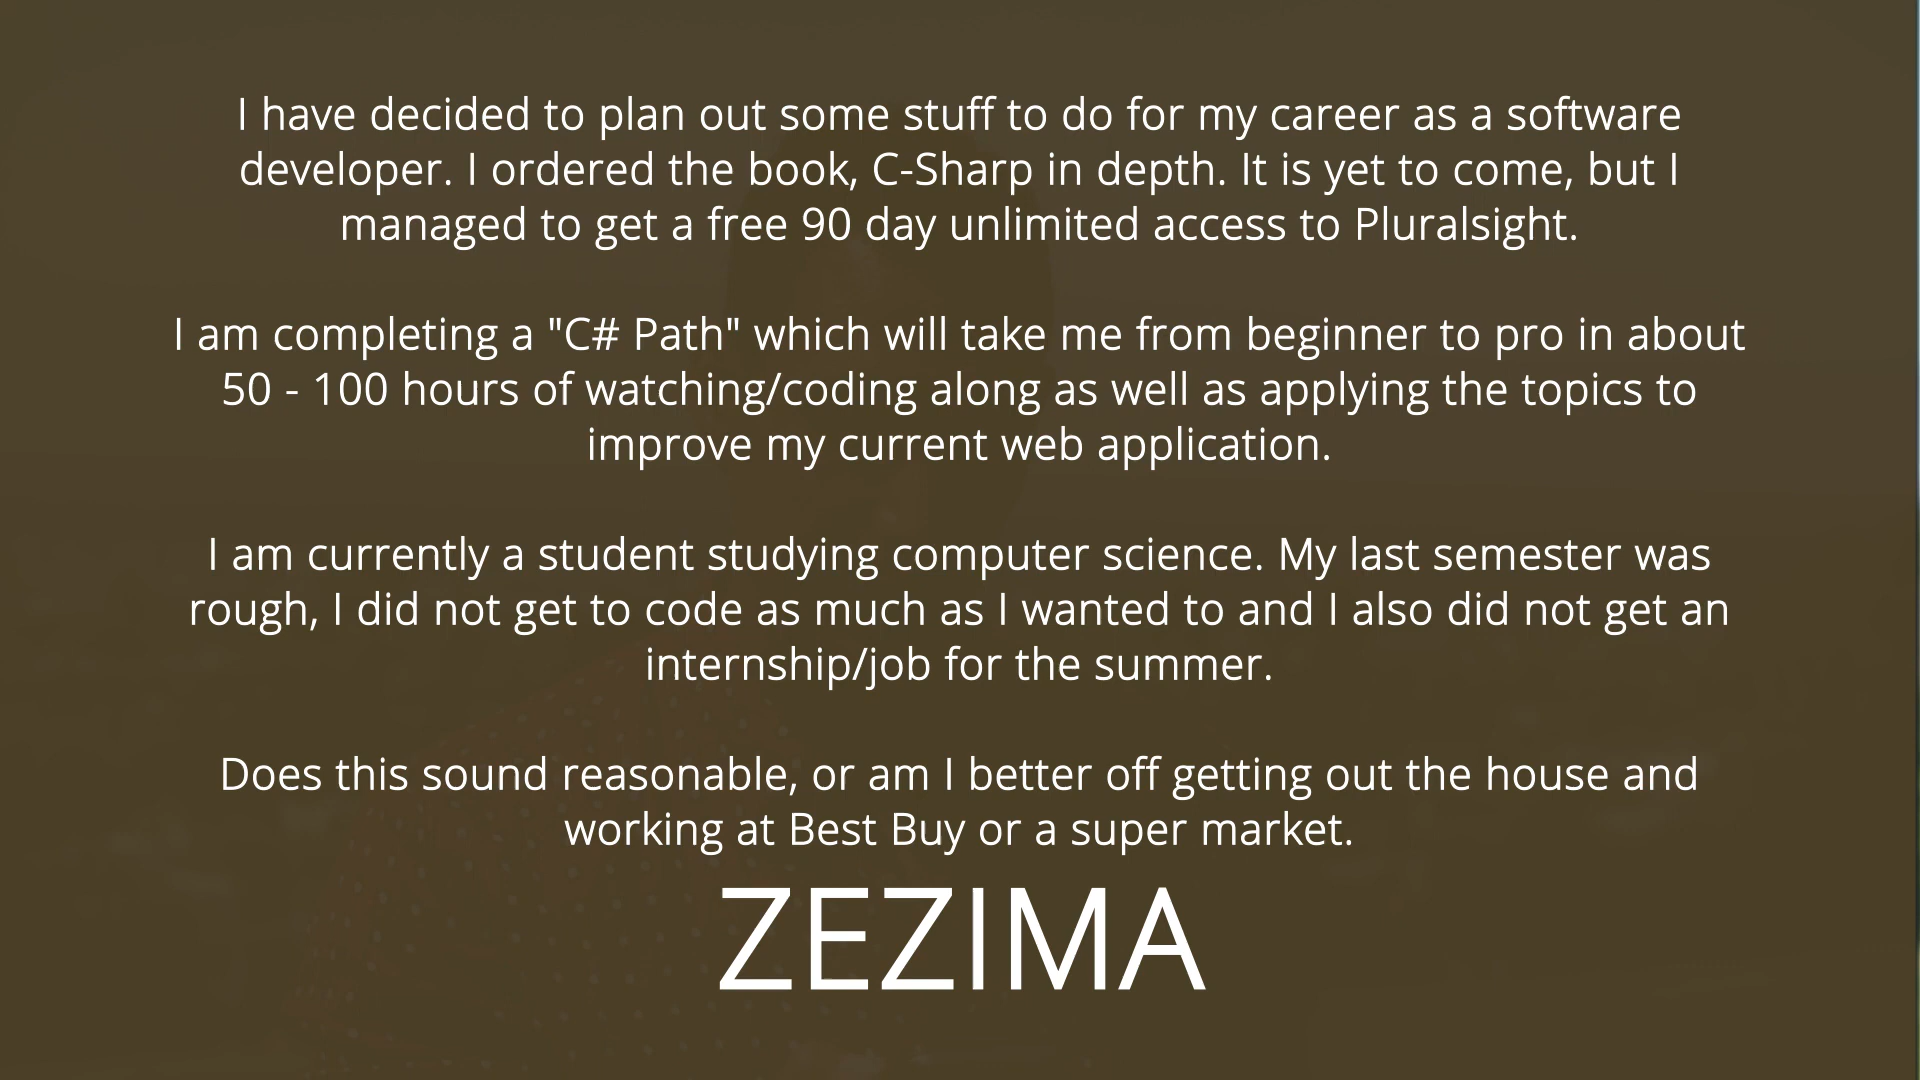 I have decided to plan out some stuff to do for my career as a software
developer. I ordered the book, C-Sharp in depth. It is yet to come, but I
managed to get a free 90 day unlimited access to Pluralsight.
I am completing a "C# Path" which will take me from beginner to pro in about
50 - 100 hours of watching/coding along as well as applying the topics to
improve my current web application.
I am currently a student studying computer science. My last semester was
rough, I did not get to code as much as I wanted to and I also did not get an
internship/job for the summer.
Does this sound reasonable, or am I better off getting out the house and
working at Best Buy or a super market.
ZEZIMA